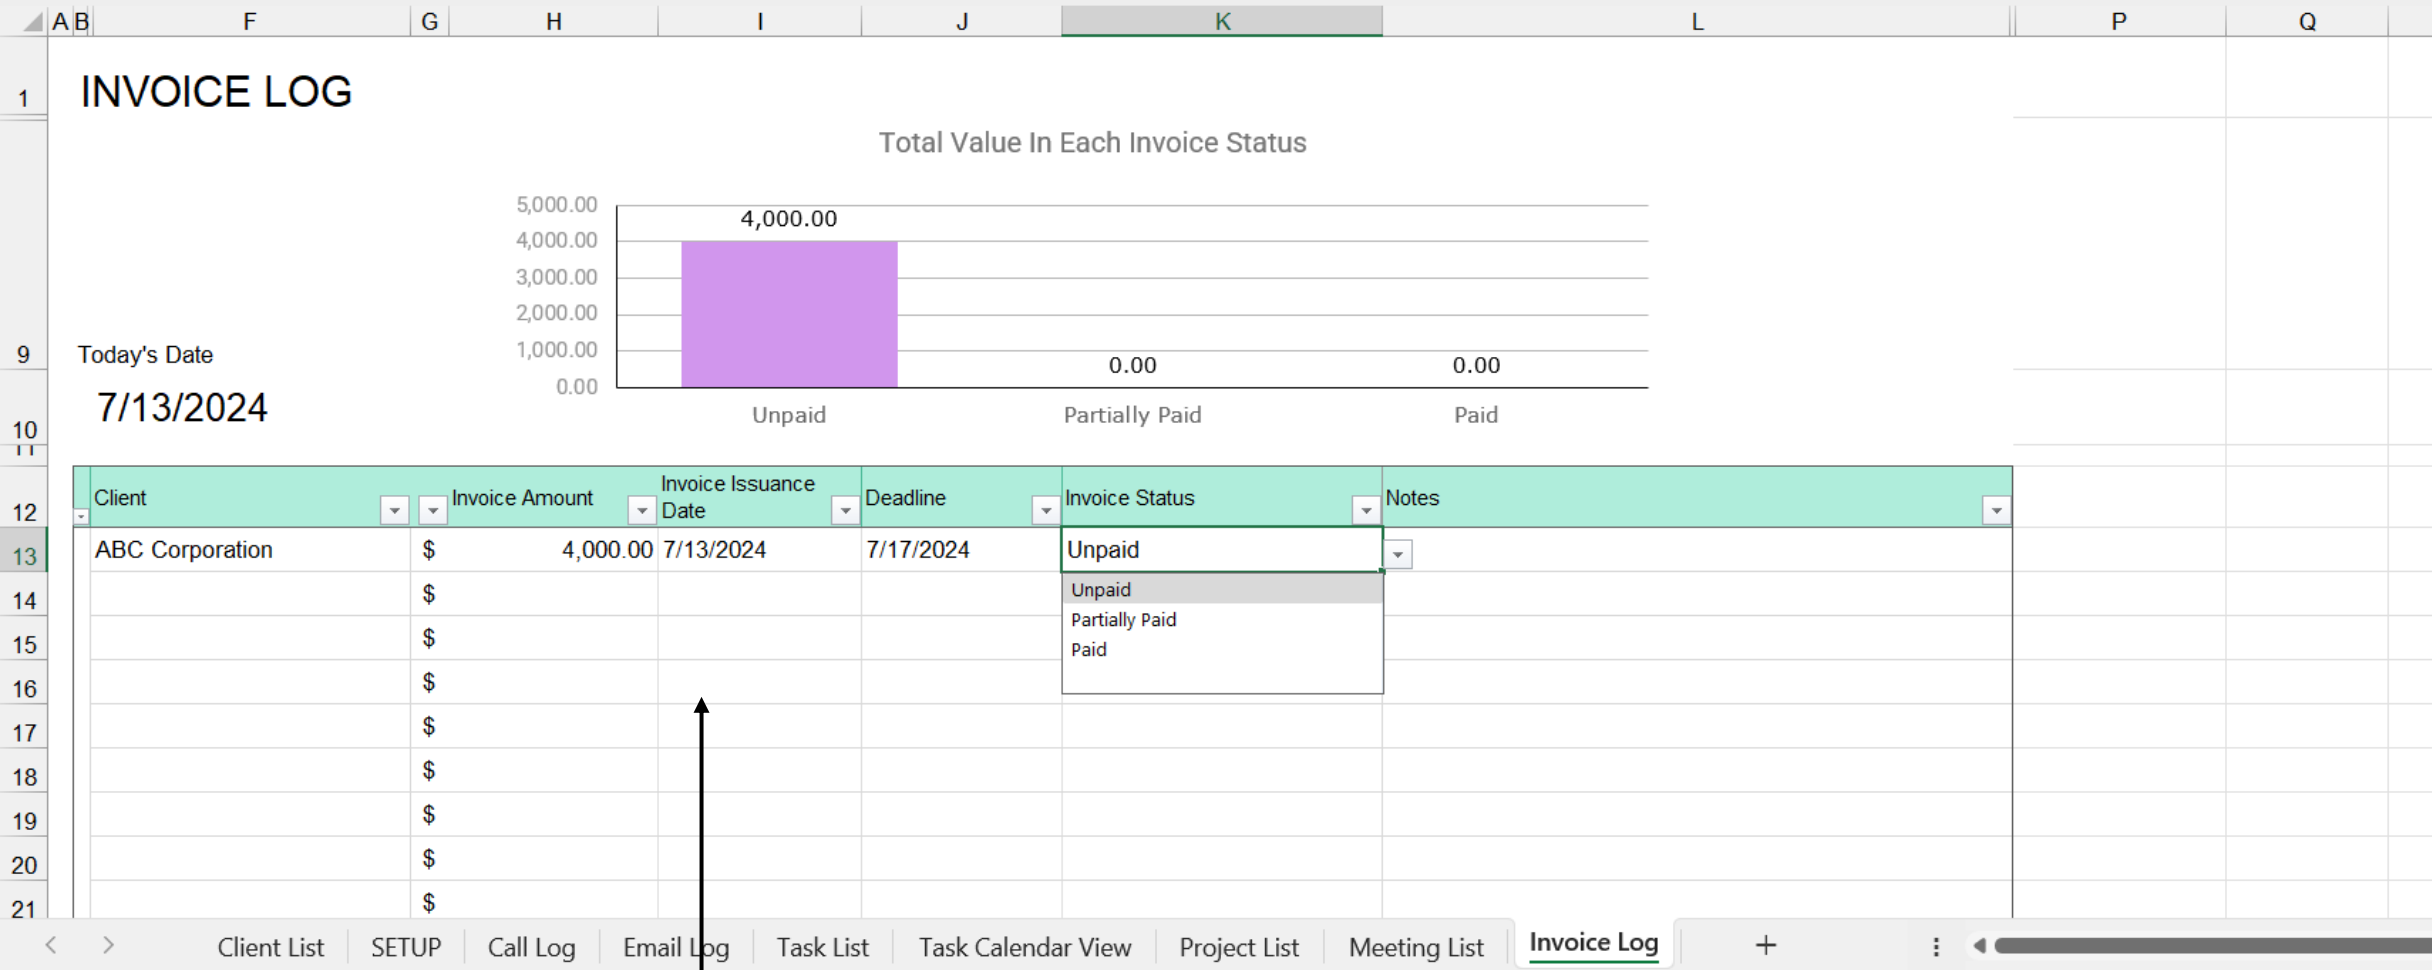 A B F G H I J K L P Q
1 INVOICE LOG
Total Value In Each Invoice Status
5,000.00
4,000.00
4,000.00
3,000.00
2,000.00
1,000.00
0.00
0.00
0.00
Unpaid Partially Paid Paid
9 Today's Date
10 7/13/2024
11
12 Client Invoice Amount Invoice Issuance Date Deadline Invoice Status Notes
13 ABC Corporation $ 4,000.00 7/13/2024 7/17/2024 Unpaid
Unpaid
Partially Paid
Paid
14 $
15 $
16 $
17 $
18 $
19 $
20 $
21 $
Client List SETUP Call Log Email Log Task List Task Calendar View Project List Meeting List Invoice Log +